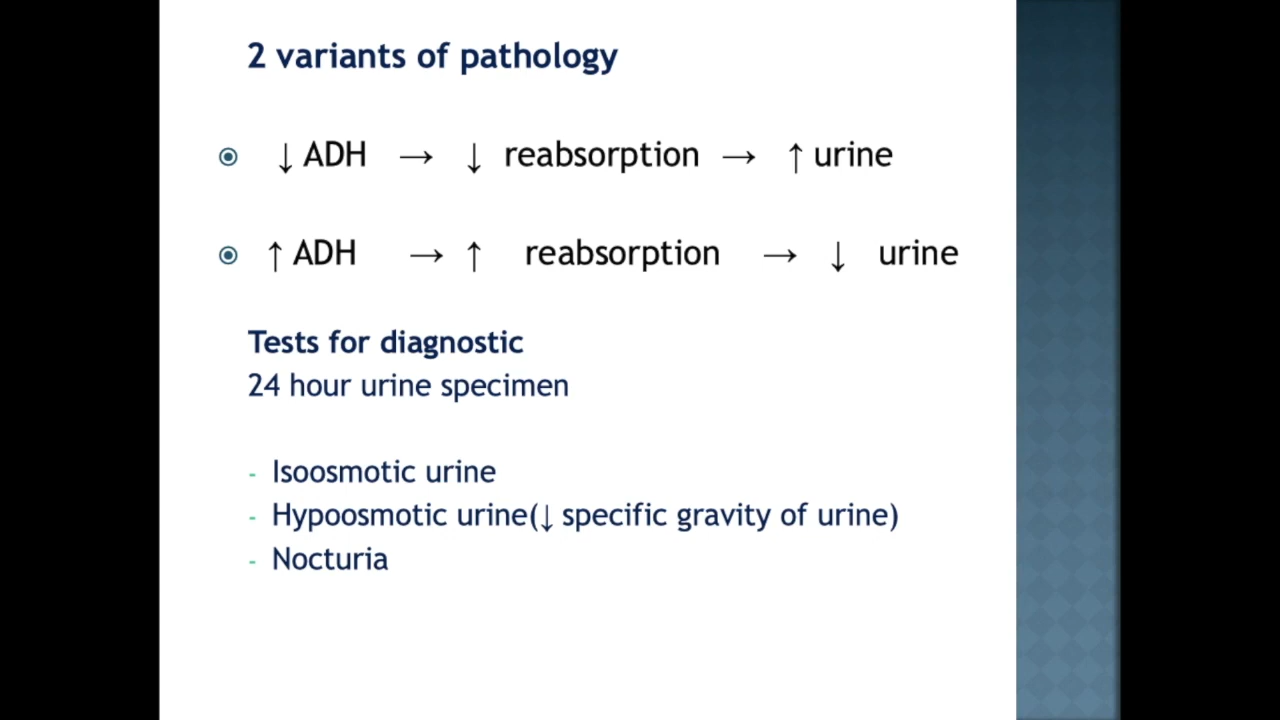 2 variants of pathology
↓ ADH → ↓ reabsorption → ↑ urine
↑ ADH → ↑ reabsorption → ↓ urine
Tests for diagnostic
24 hour urine specimen
- Isoosmotic urine
- Hypoosmotic urine(↓ specific gravity of urine)
- Nocturia